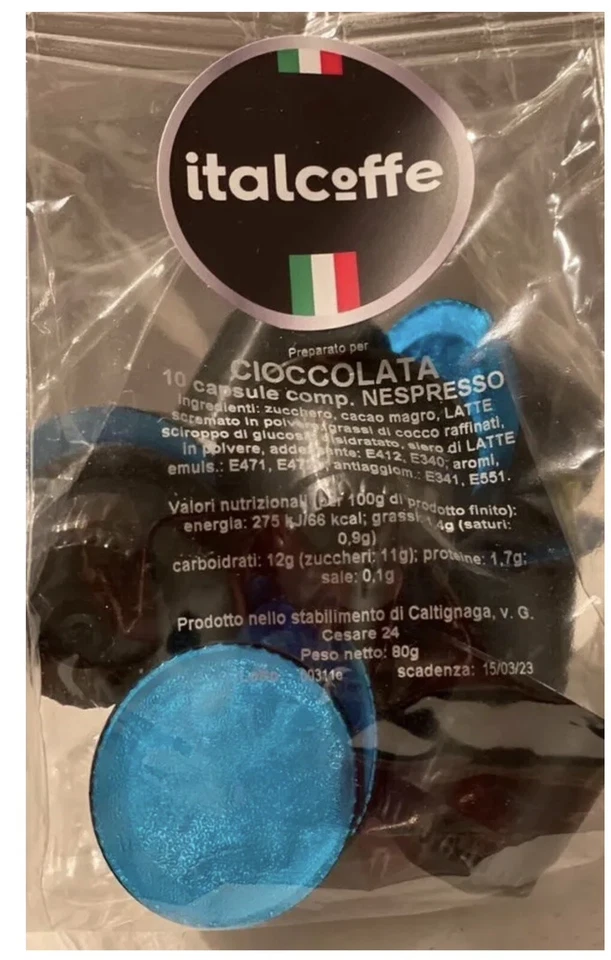 italcoffe
Preparato per
CIOCCOLATA
10 capsule comp. NESPRESSO
Ingredienti: zucchero, cacao magro, LATTE
scremato in polvere, grassi di cocco raffinati,
sciroppo di glucosio disidratato, siero di LATTE
in polvere, addensante: E412, E340; aromi,
emuls.: E471, antiagglom.: E341, E551.
Valori nutrizionali (per 100g di prodotto finito):
energia: 275 kJ/66 kcal; grassi: 1,4g (saturi:
0,9g)
carboidrati: 12g (zuccheri: 11g); proteine: 1,7g;
sale: 0,1g
Prodotto nello stabilimento di Caltignaga, v. G.
Cesare 24
Peso netto: 80g
Lotto scadenza: 15/03/23